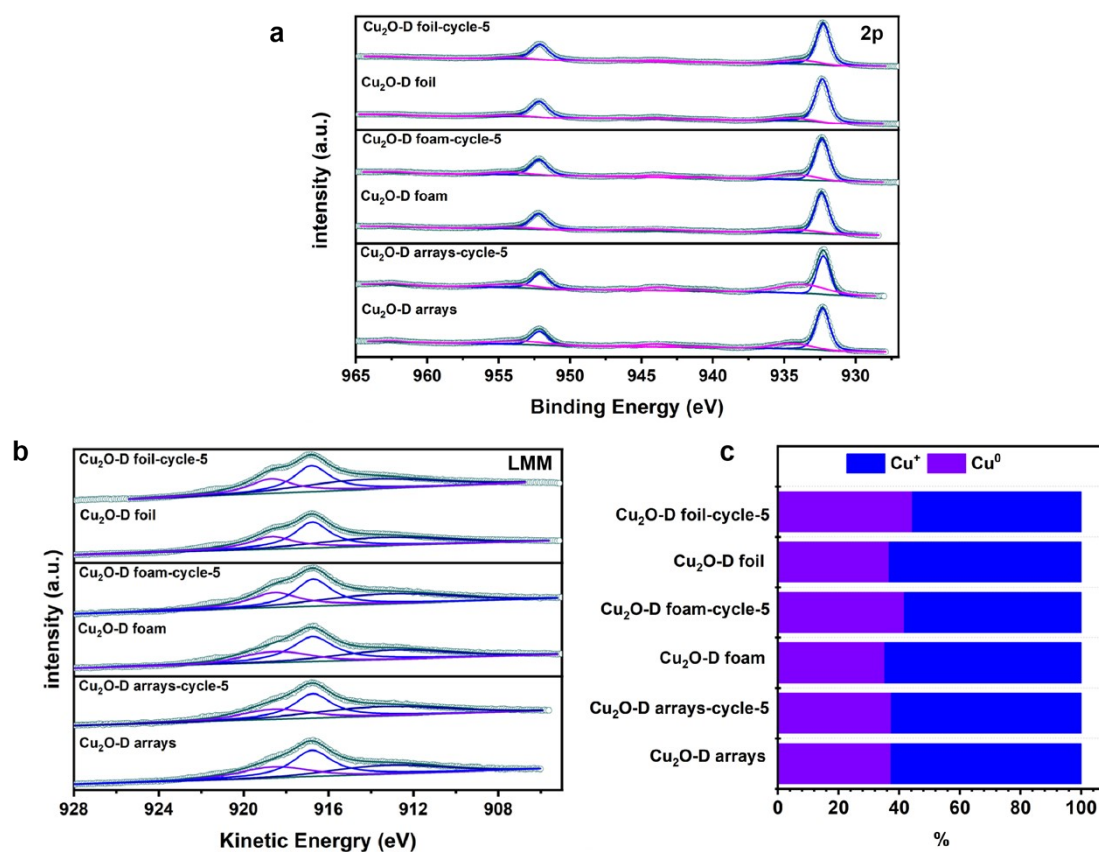 a
2p
Cu₂O-D foil-cycle-5
Cu₂O-D foil
Cu₂O-D foam-cycle-5
Cu₂O-D foam
Cu₂O-D arrays-cycle-5
Cu₂O-D arrays
intensity (a.u.)
965 960 955 950 945 940 935 930
Binding Energy (eV)
b
LMM
Cu₂O-D foil-cycle-5
Cu₂O-D foil
Cu₂O-D foam-cycle-5
Cu₂O-D foam
Cu₂O-D arrays-cycle-5
Cu₂O-D arrays
intensity (a.u.)
928 924 920 916 912 908
Kinetic Energry (eV)
c
Cu⁺ Cu⁰
Cu₂O-D foil-cycle-5
Cu₂O-D foil
Cu₂O-D foam-cycle-5
Cu₂O-D foam
Cu₂O-D arrays-cycle-5
Cu₂O-D arrays
0 20 40 60 80 100
%